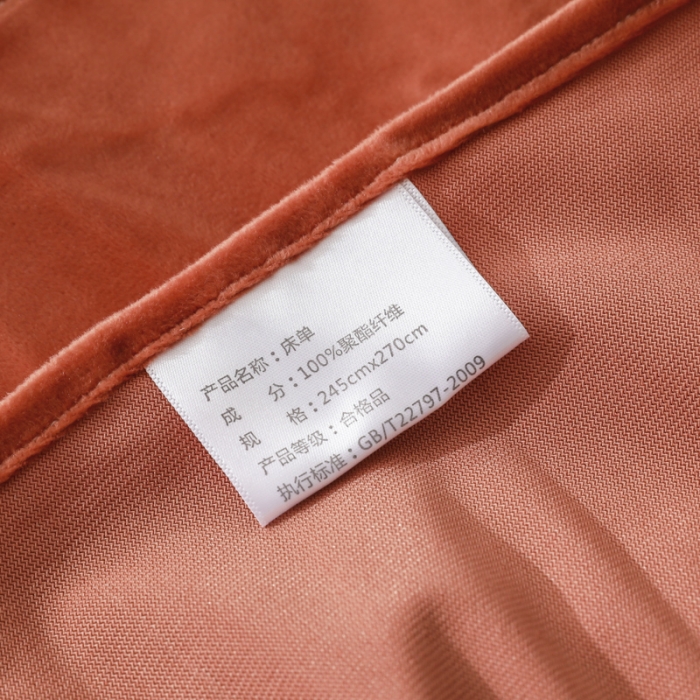 产品名称：床单
成 分：100%聚酯纤维
规 格：245cmx270cm
产品等级：合格品
执行标准：GB/T22797-2009